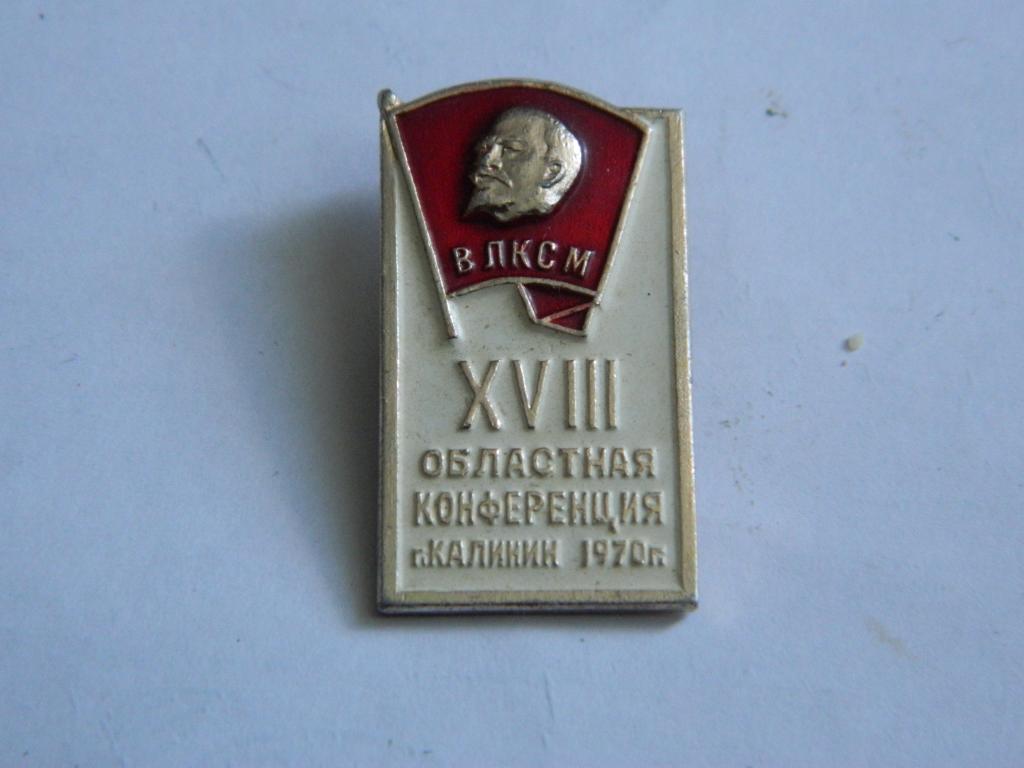 ВЛКСМ
XVIII
ОБЛАСТНАЯ
КОНФЕРЕНЦИЯ
г.КАЛИНИН 1970г.